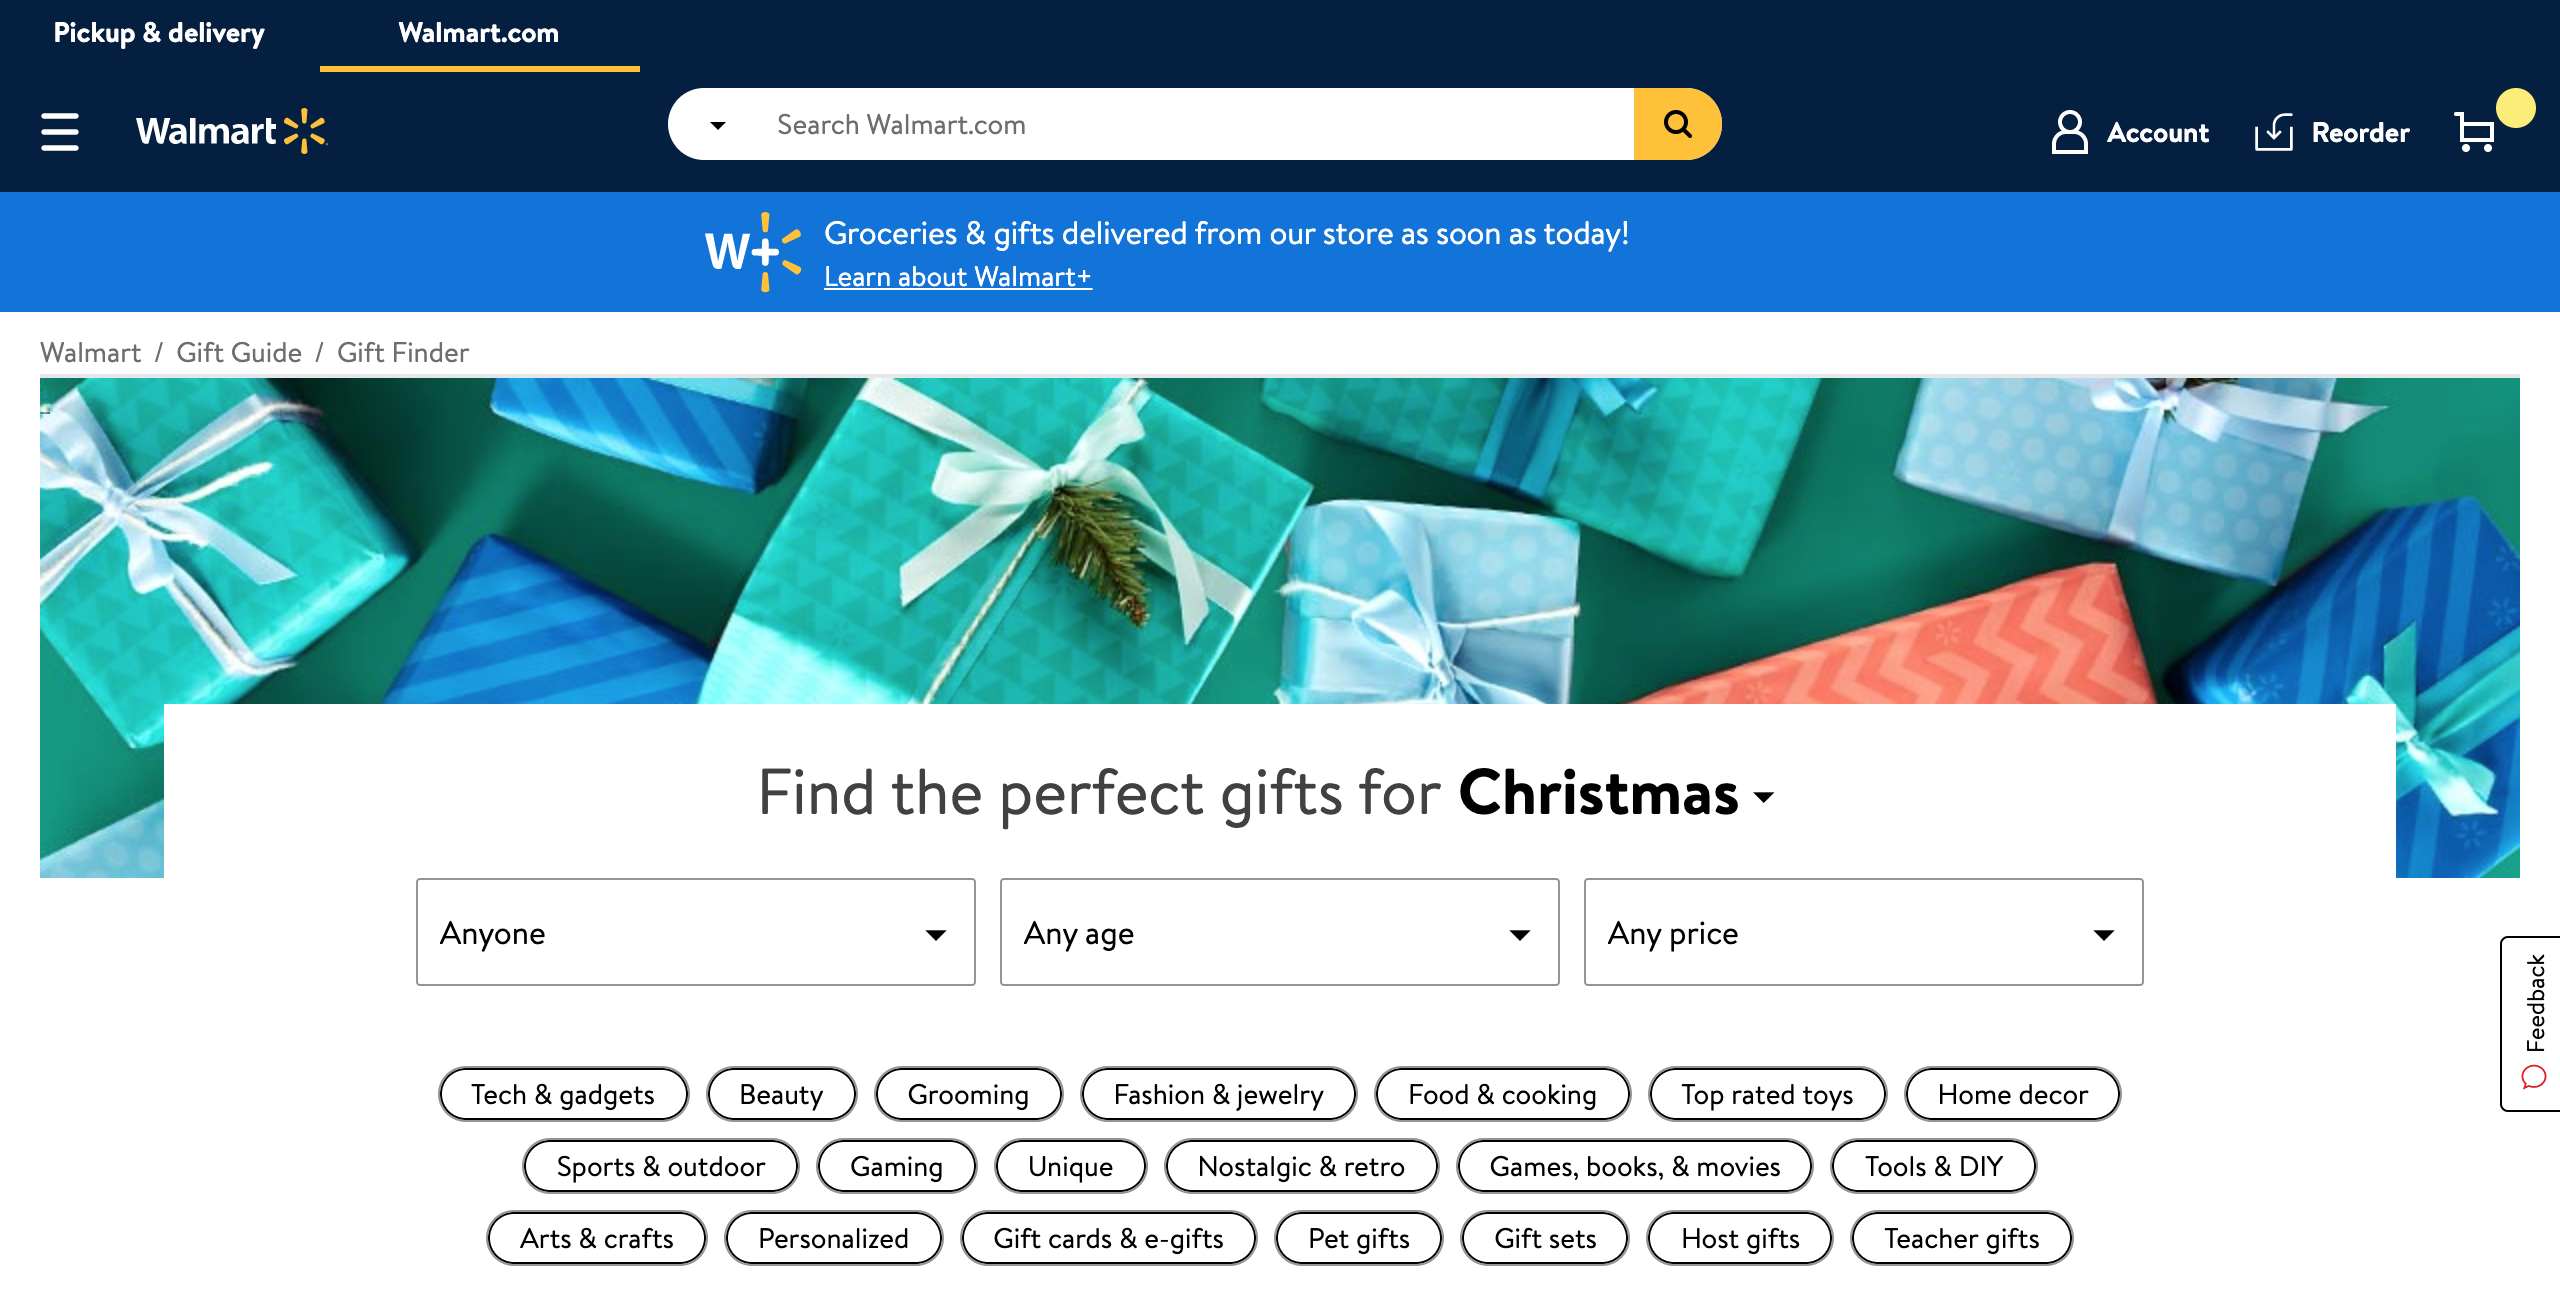 Pickup & delivery Walmart.com
Walmart Search Walmart.com Account Reorder
W+ Groceries & gifts delivered from our store as soon as today!
Learn about Walmart+
Walmart / Gift Guide / Gift Finder
Find the perfect gifts for Christmas
Anyone Any age Any price
Feedback
Tech & gadgets Beauty Grooming Fashion & jewelry Food & cooking Top rated toys Home decor
Sports & outdoor Gaming Unique Nostalgic & retro Games, books, & movies Tools & DIY
Arts & crafts Personalized Gift cards & e-gifts Pet gifts Gift sets Host gifts Teacher gifts